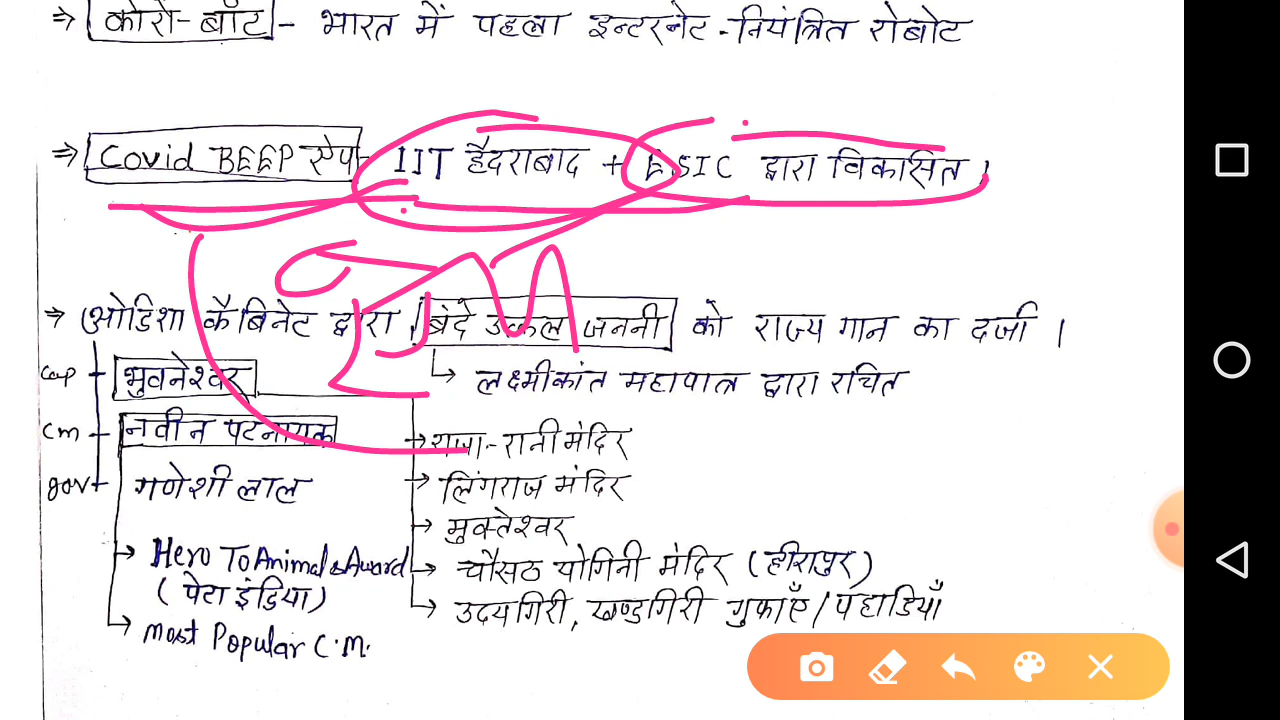 ⇒ कोरो-बॉट - भारत में पहला इन्टरनेट-नियंत्रित रोबोट
⇒ Covid BEEP ऐप - IIT हैदराबाद + ESIC द्वारा विकासित।
⇒ ओडिशा कैबिनेट द्वारा, बंदे उत्कल जननी को राज्य गान का दर्जा।
Cap भुवनेश्वर
↳ लक्ष्मीकांत महापात्र द्वारा रचित
Cm नवीन पटनायक
→ राजा-रानी मंदिर
gov गणेशी लाल
→ लिंगराज मंदिर
→ मुक्तेश्वर
→ Hero To Animals Award
(पेटा इंडिया)
→ चौसठ योगिनी मंदिर (हीरापुर)
→ उदयगिरी, खण्डगिरी गुफाएँ/पहाडियाँ
→ most Popular C.M.